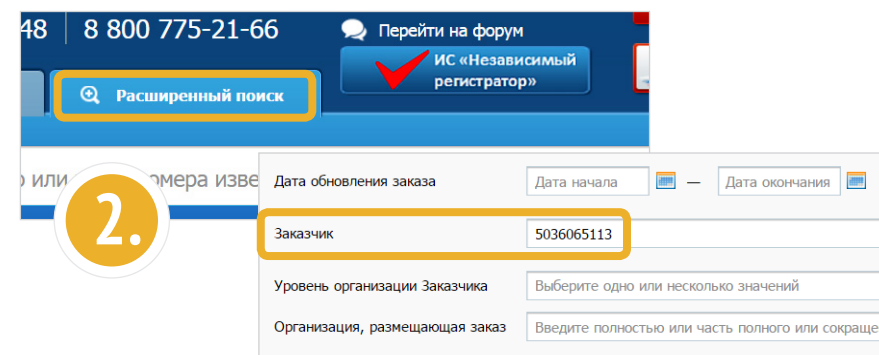 48 8 800 775-21-66
Перейти на форум
ИС «Независимый
регистратор»
Расширенный поиск
или омера изве
2.
Дата обновления заказа Дата начала — Дата окончания
Заказчик 5036065113
Уровень организации Заказчика Выберите одно или несколько значений
Организация, размещающая заказ Введите полностью или часть полного или сокраще